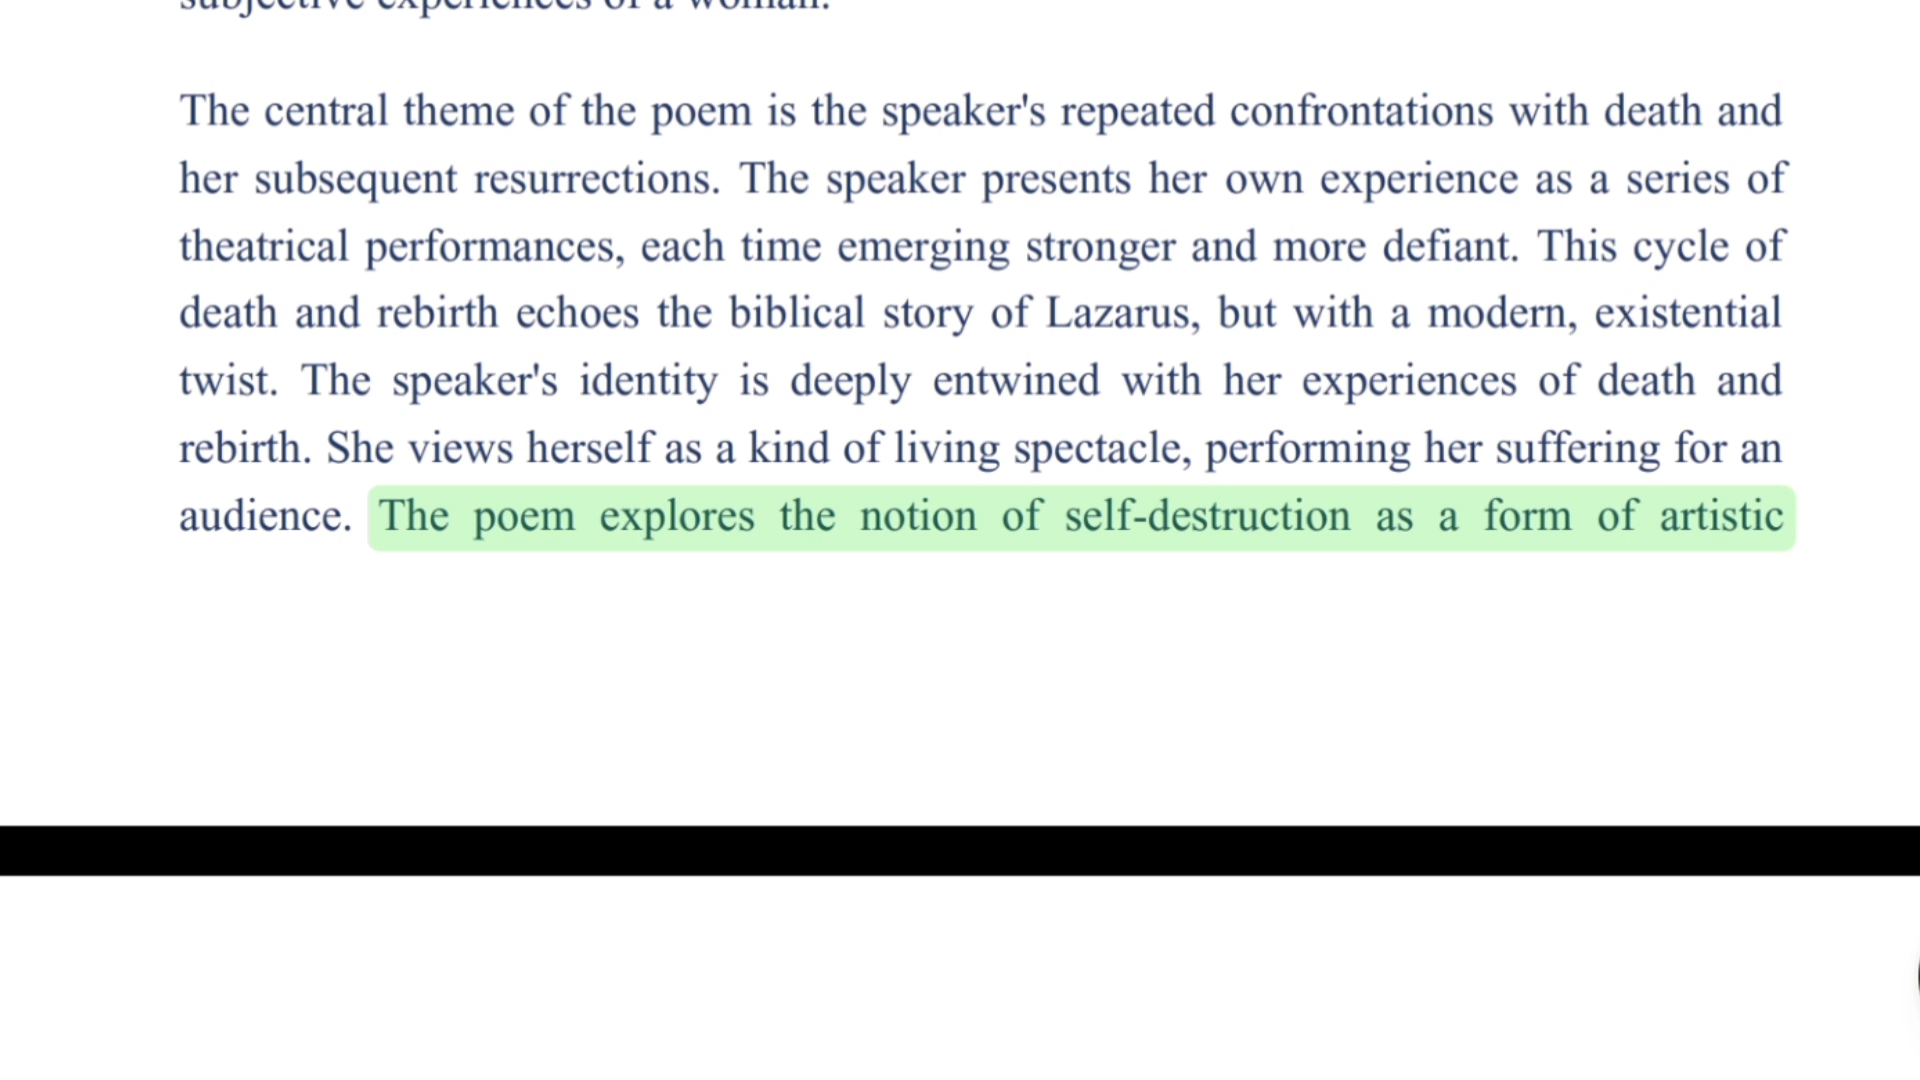 subjective experiences of a woman.
The central theme of the poem is the speaker's repeated confrontations with death and
her subsequent resurrections. The speaker presents her own experience as a series of
theatrical performances, each time emerging stronger and more defiant. This cycle of
death and rebirth echoes the biblical story of Lazarus, but with a modern, existential
twist. The speaker's identity is deeply entwined with her experiences of death and
rebirth. She views herself as a kind of living spectacle, performing her suffering for an
audience. The poem explores the notion of self-destruction as a form of artistic